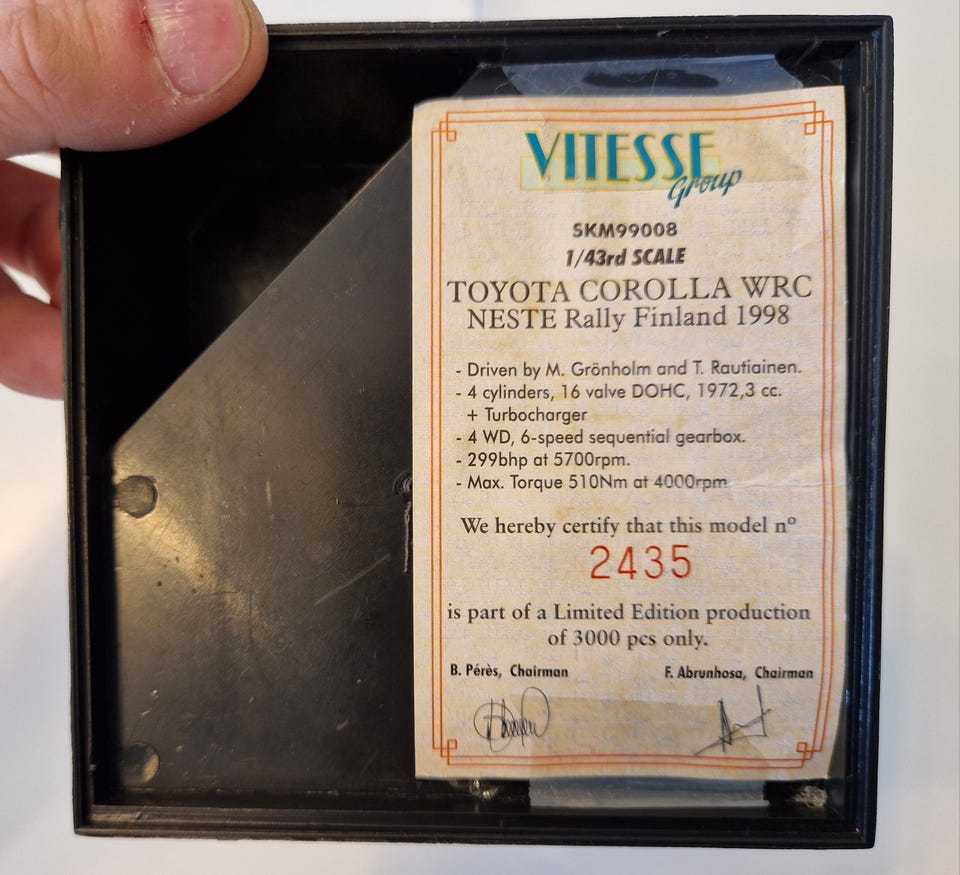 VITESSE
Group
SKM99008
1/43rd SCALE
TOYOTA COROLLA WRC
NESTE Rally Finland 1998
- Driven by M. Grönholm and T. Rautiainen.
- 4 cylinders, 16 valve DOHC, 1972,3 cc.
+ Turbocharger
- 4 WD, 6-speed sequential gearbox.
- 299bhp at 5700rpm.
- Max. Torque 510Nm at 4000rpm
We hereby certify that this model nº
2435
is part of a Limited Edition production
of 3000 pcs only.
B. Pérès, Chairman F. Abrunhosa, Chairman